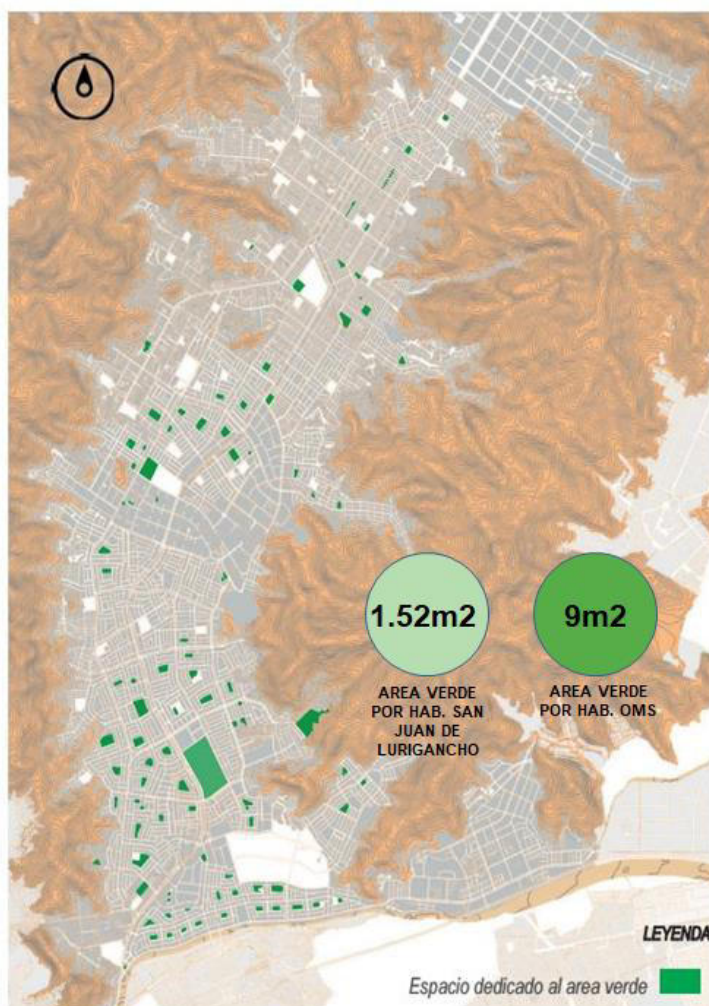 1.52m2
9m2
AREA VERDE
POR HAB. SAN
JUAN DE
LURIGANCHO
AREA VERDE
POR HAB. OMS
LEYENDA
Espacio dedicado al area verde